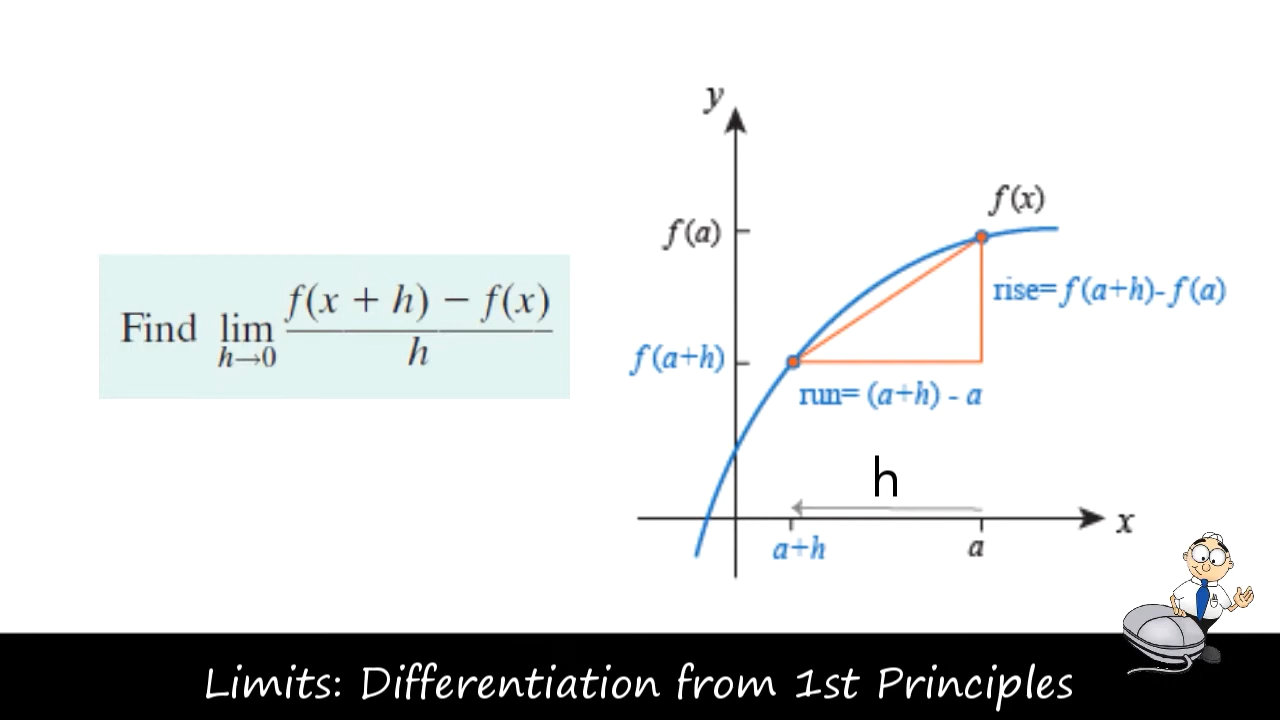 Find lim h→0 f(x + h) − f(x) / h
y
f(x)
f(a)
rise= f(a+h)-f(a)
f(a+h)
run= (a+h) - a
h
x
a+h
a
Limits: Differentiation from 1st Principles